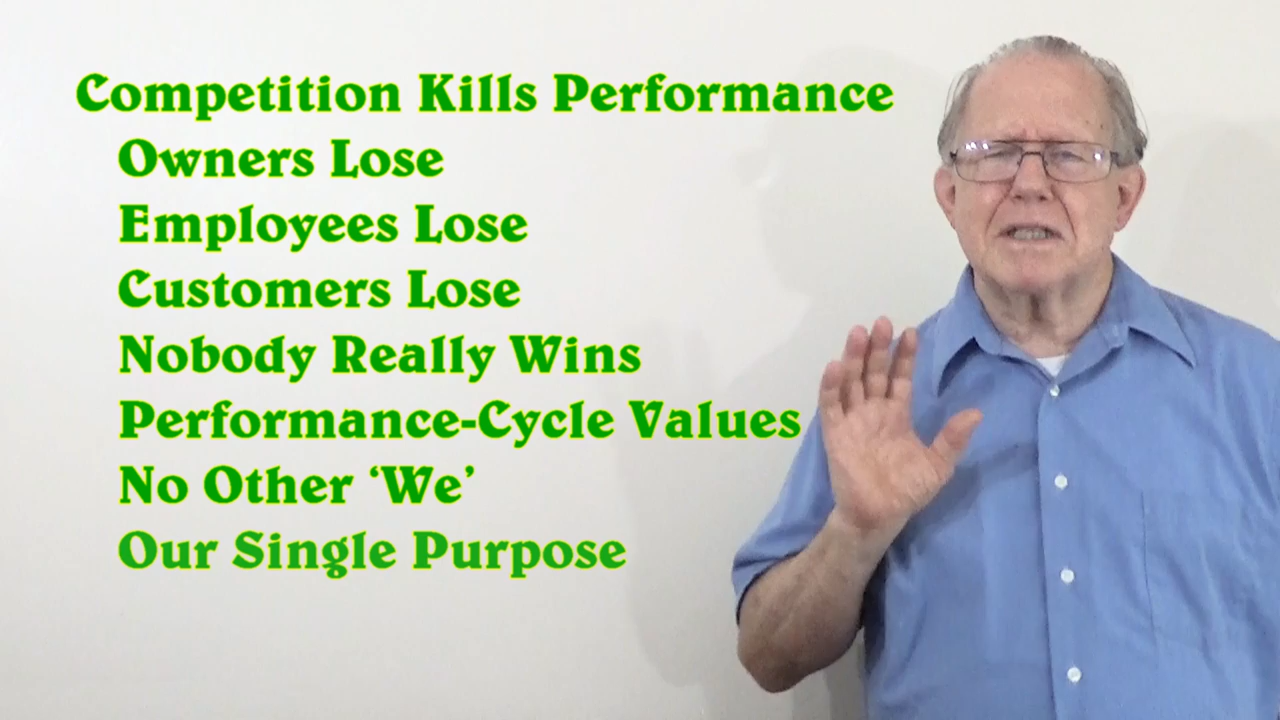 Competition Kills Performance
Owners Lose
Employees Lose
Customers Lose
Nobody Really Wins
Performance-Cycle Values
No Other ‘We’
Our Single Purpose